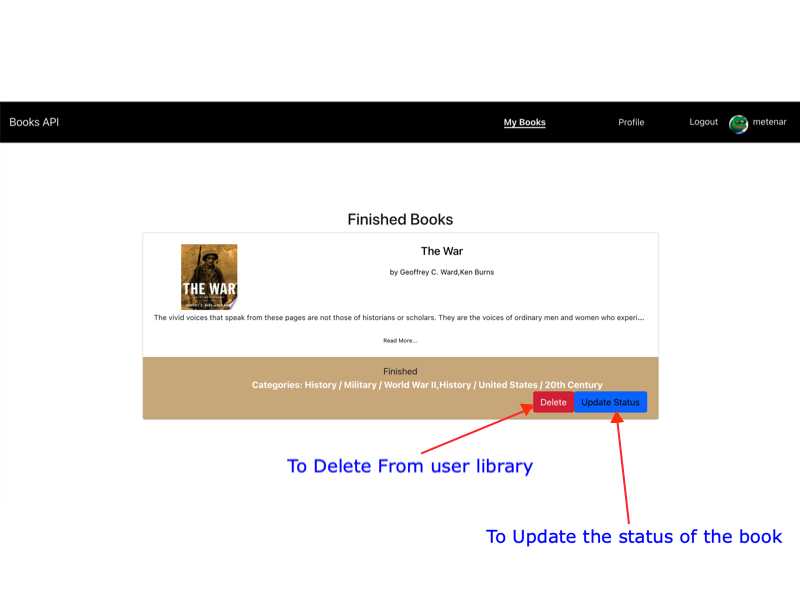 Books API My Books Profile Logout metenar
Finished Books
THE WAR
The War
by Geoffrey C. Ward,Ken Burns
The vivid voices that speak from these pages are not those of historians or scholars. They are the voices of ordinary men and women who experi...
Read More...
Finished
Categories: History / Military / World War II,History / United States / 20th Century
Delete Update Status
To Delete From user library
To Update the status of the book